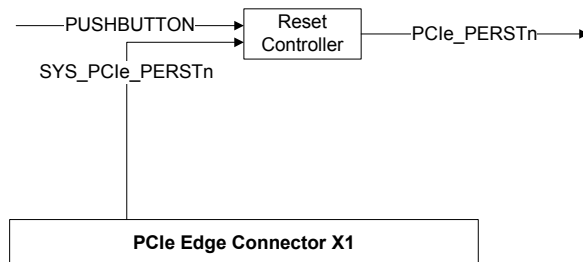 PUSHBUTTON
Reset
Controller
PCIe_PERSTn
SYS_PCIe_PERSTn
PCIe Edge Connector X1